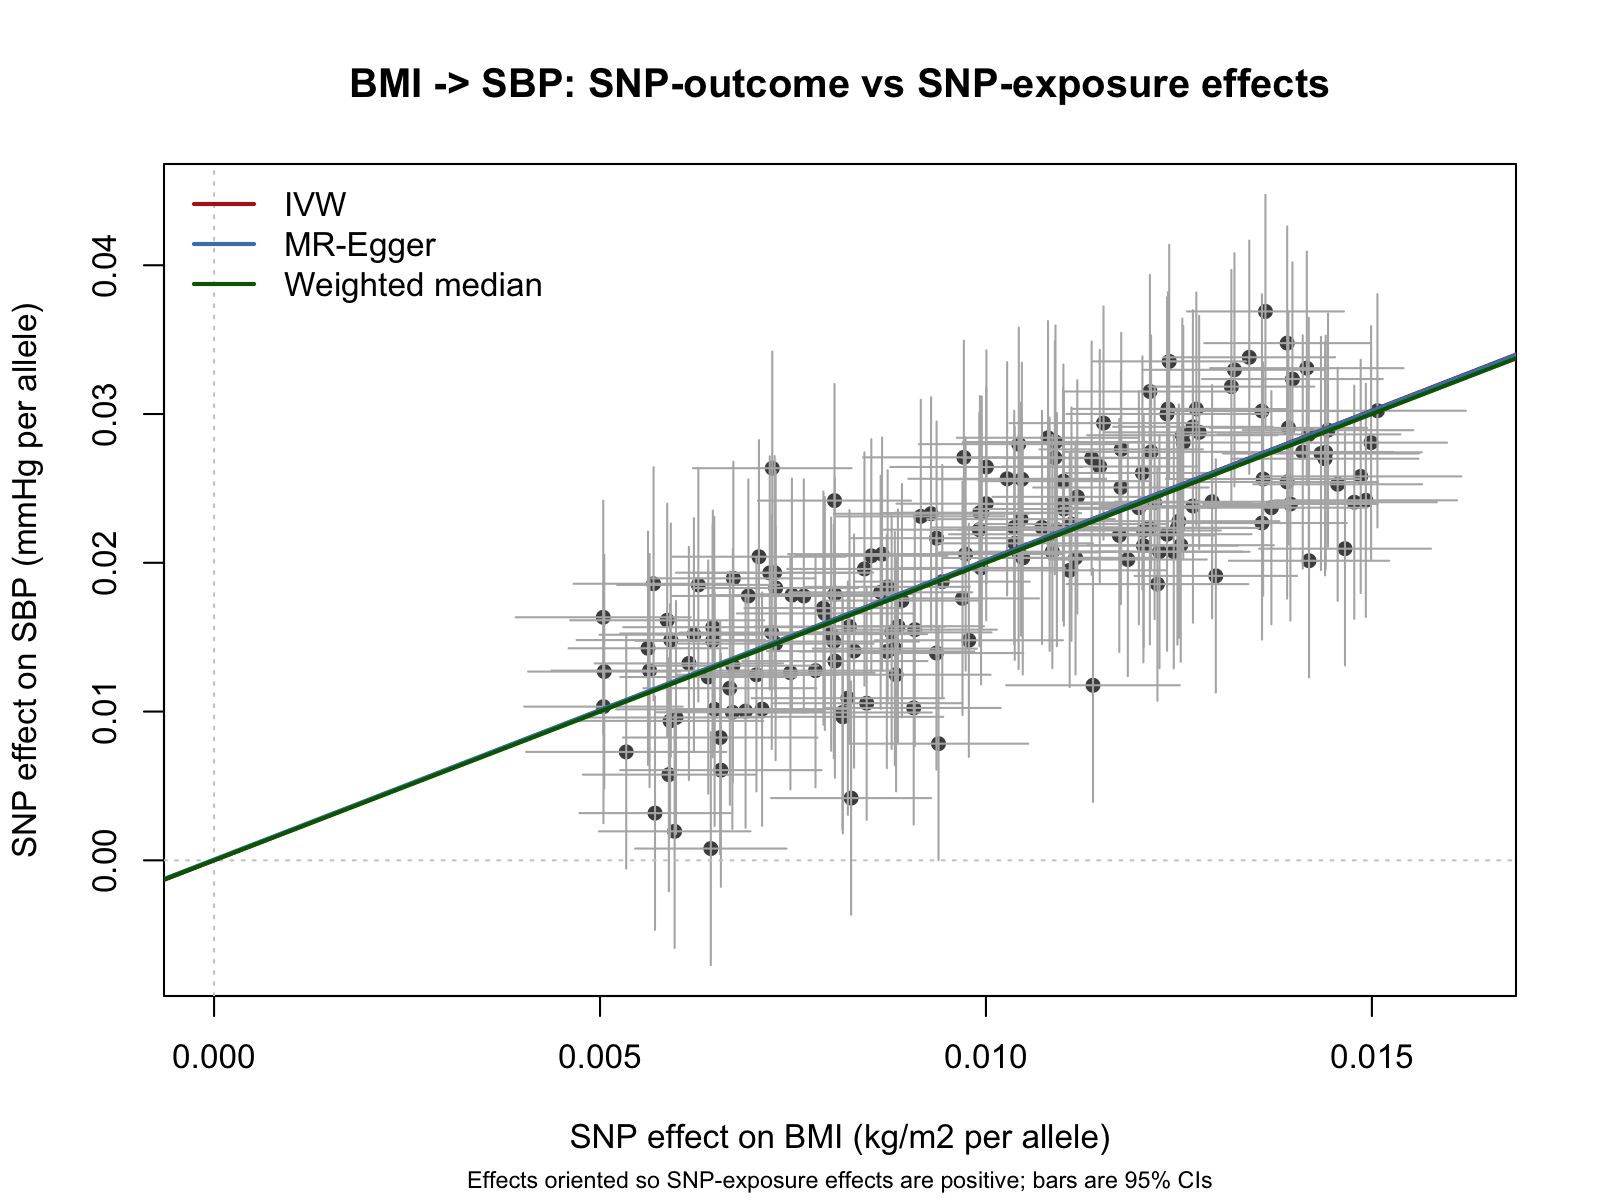 BMI -> SBP: SNP-outcome vs SNP-exposure effects
IVW
MR-Egger
Weighted median
SNP effect on SBP (mmHg per allele)
0.04
0.03
0.02
0.01
0.00
0.000 0.005 0.010 0.015
SNP effect on BMI (kg/m2 per allele)
Effects oriented so SNP-exposure effects are positive; bars are 95% CIs